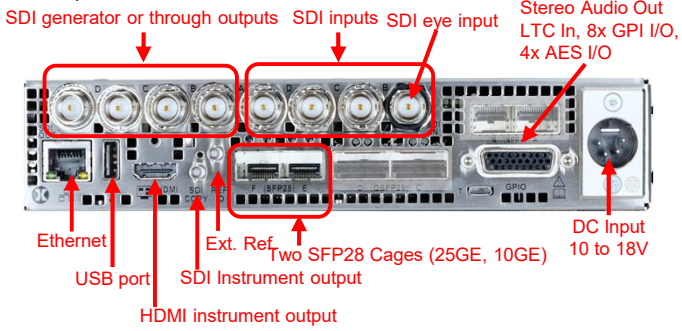 Stereo Audio Out
SDI generator or through outputs
SDI inputs
SDI eye input
LTC In, 8x GPI I/O,
4x AES I/O
D
C
B
A
D
C
B
HDMI
SDI
COPY
REF
F (SFP28) E
(QSFP28) C
T
GPIO
Ethernet
Ext. Ref.
Two SFP28 Cages (25GE, 10GE)
DC Input
10 to 18V
USB port
SDI Instrument output
HDMI instrument output